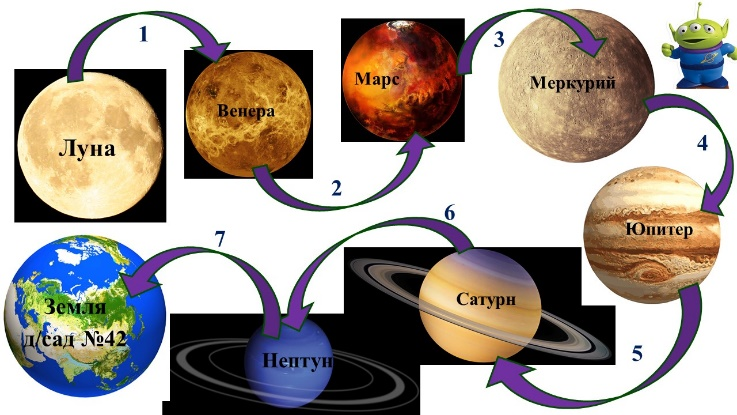 1
Луна
Венера
2
Марс
3
Меркурий
4
Юпитер
5
Сатурн
6
Нептун
7
Земля
д/сад №42